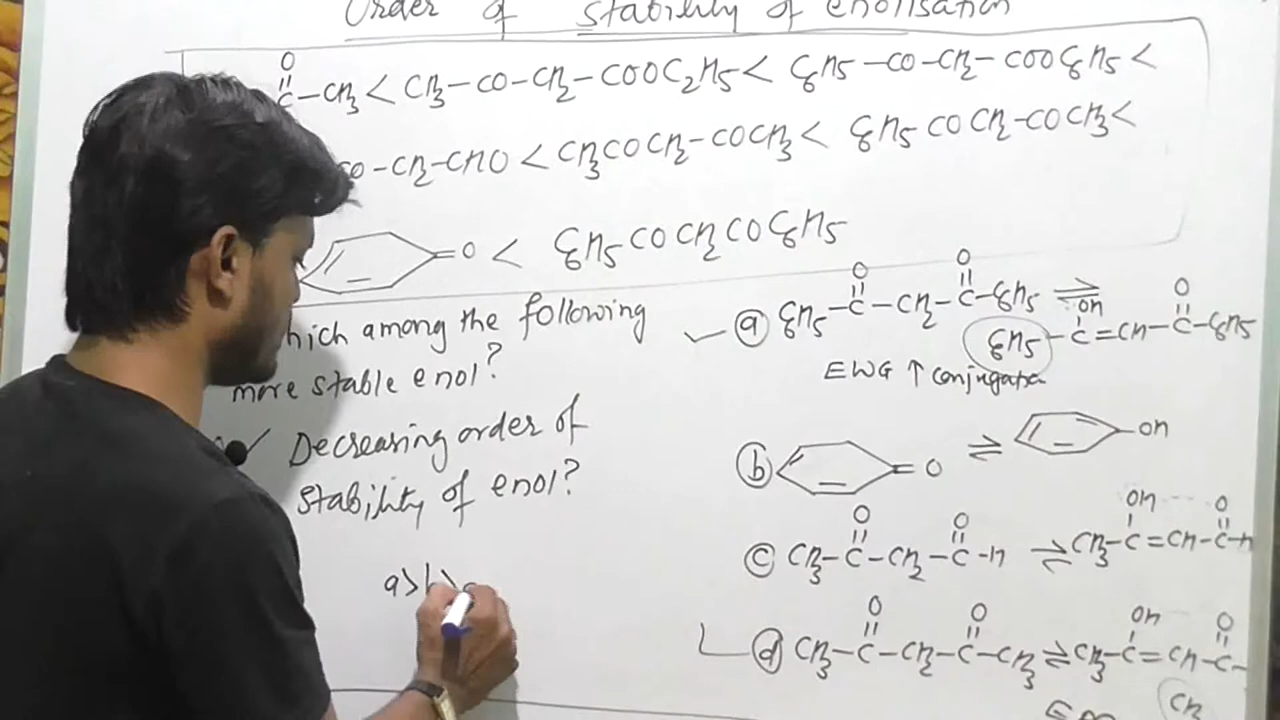 Order of stability of enolisation
O
C-CH3 < CH3-CO-CH2-COOC2H5 < C6H5-CO-CH2-COOC6H5 <
CO-CH2-CHO < CH3COCH2-COCH3 < C6H5COCH2-COCH3 <
=O < C6H5COCH2COC6H5
hich among the following
more stable enol?
✓ Decreasing order of
stability of enol?
a>b>c
O O
(a) C6H5-C-CH2-C-C6H5 ⇌
OH O
C6H5-C=CH-C-C6H5
EWG ↑ conjugation
(b) =O ⇌ -OH
O O OH O
(c) CH3-C-CH2-C-H ⇌ CH3-C=CH-C-H
O O OH O
(d) CH3-C-CH2-C-CH3 ⇌ CH3-C=CH-C-
CH